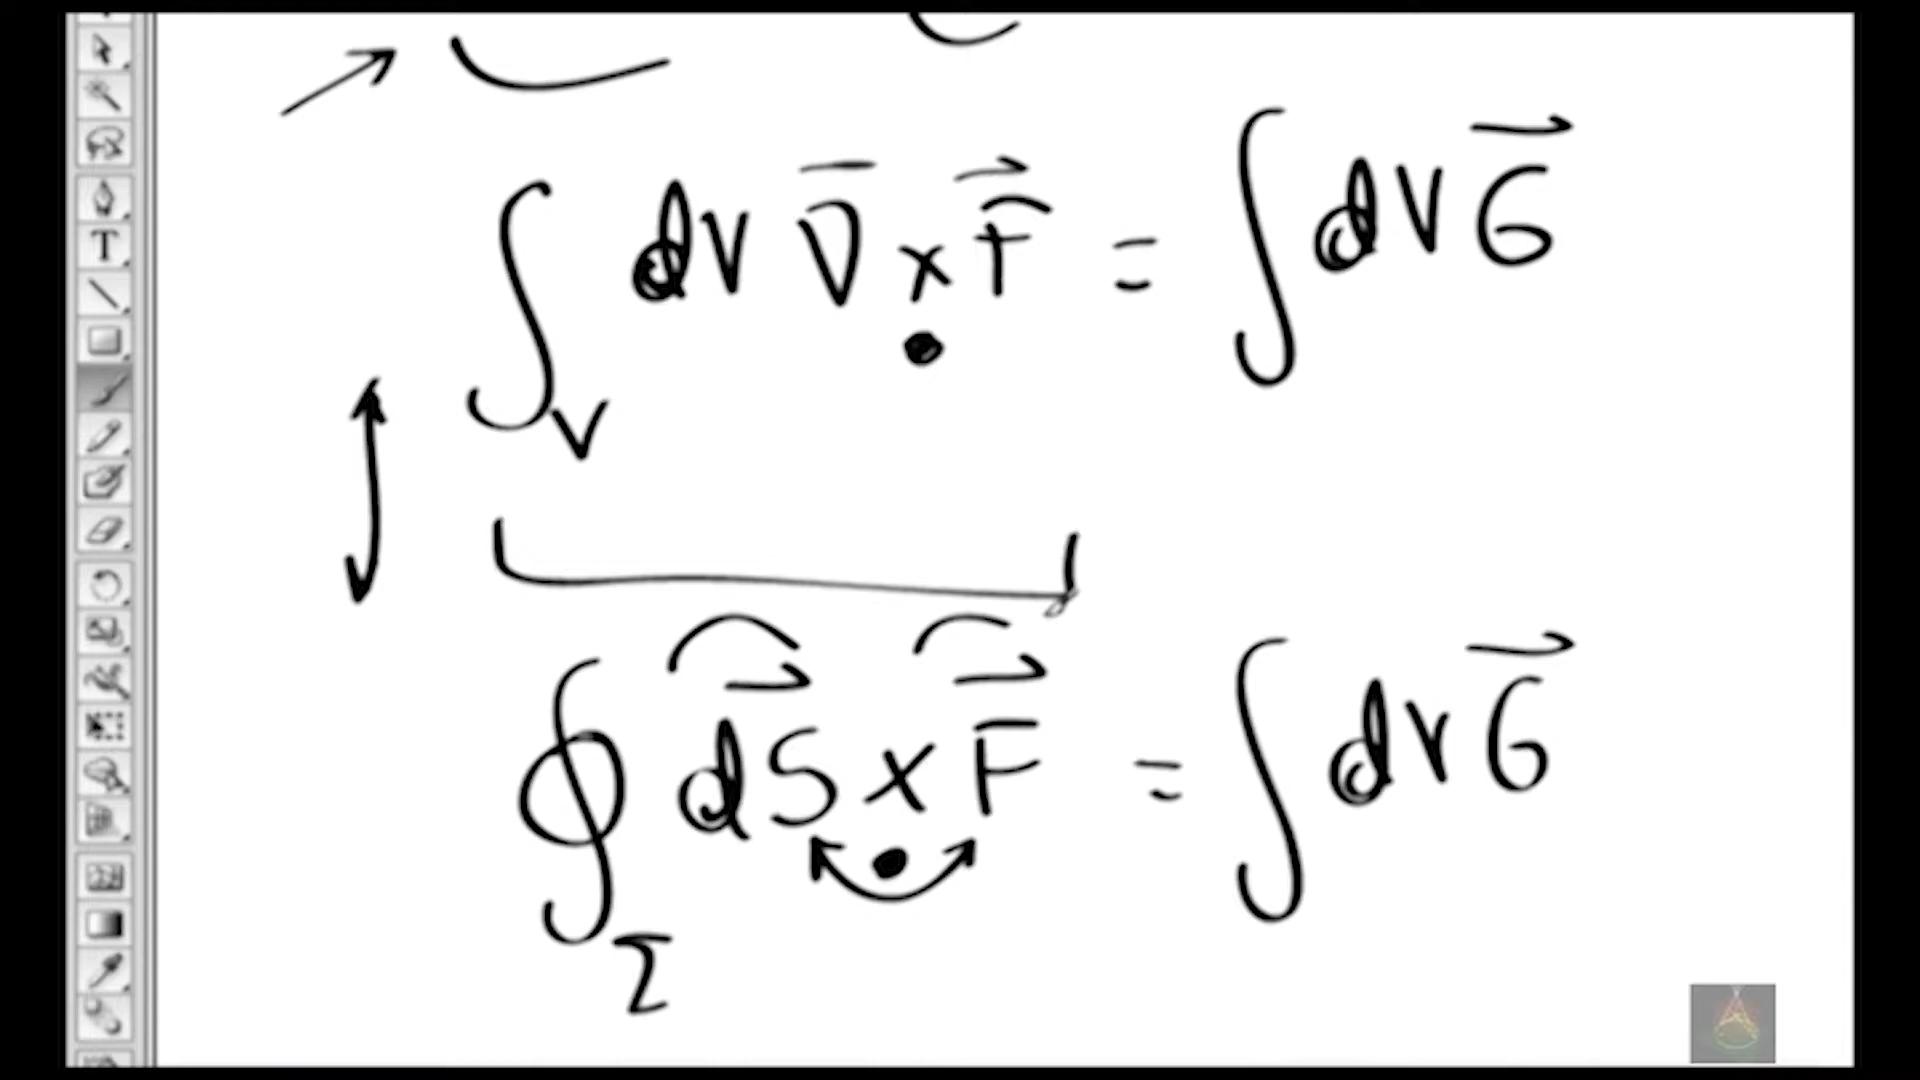 ∫_V dV ∇ × F⃗ = ∫ dV G⃗
∮_Σ dS⃗ × F⃗ = ∫ dV G⃗